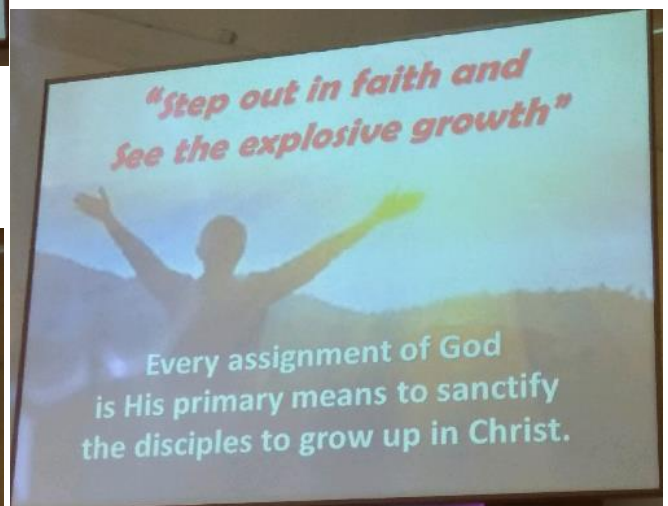 “Step out in faith and
See the explosive growth”
Every assignment of God
is His primary means to sanctify
the disciples to grow up in Christ.